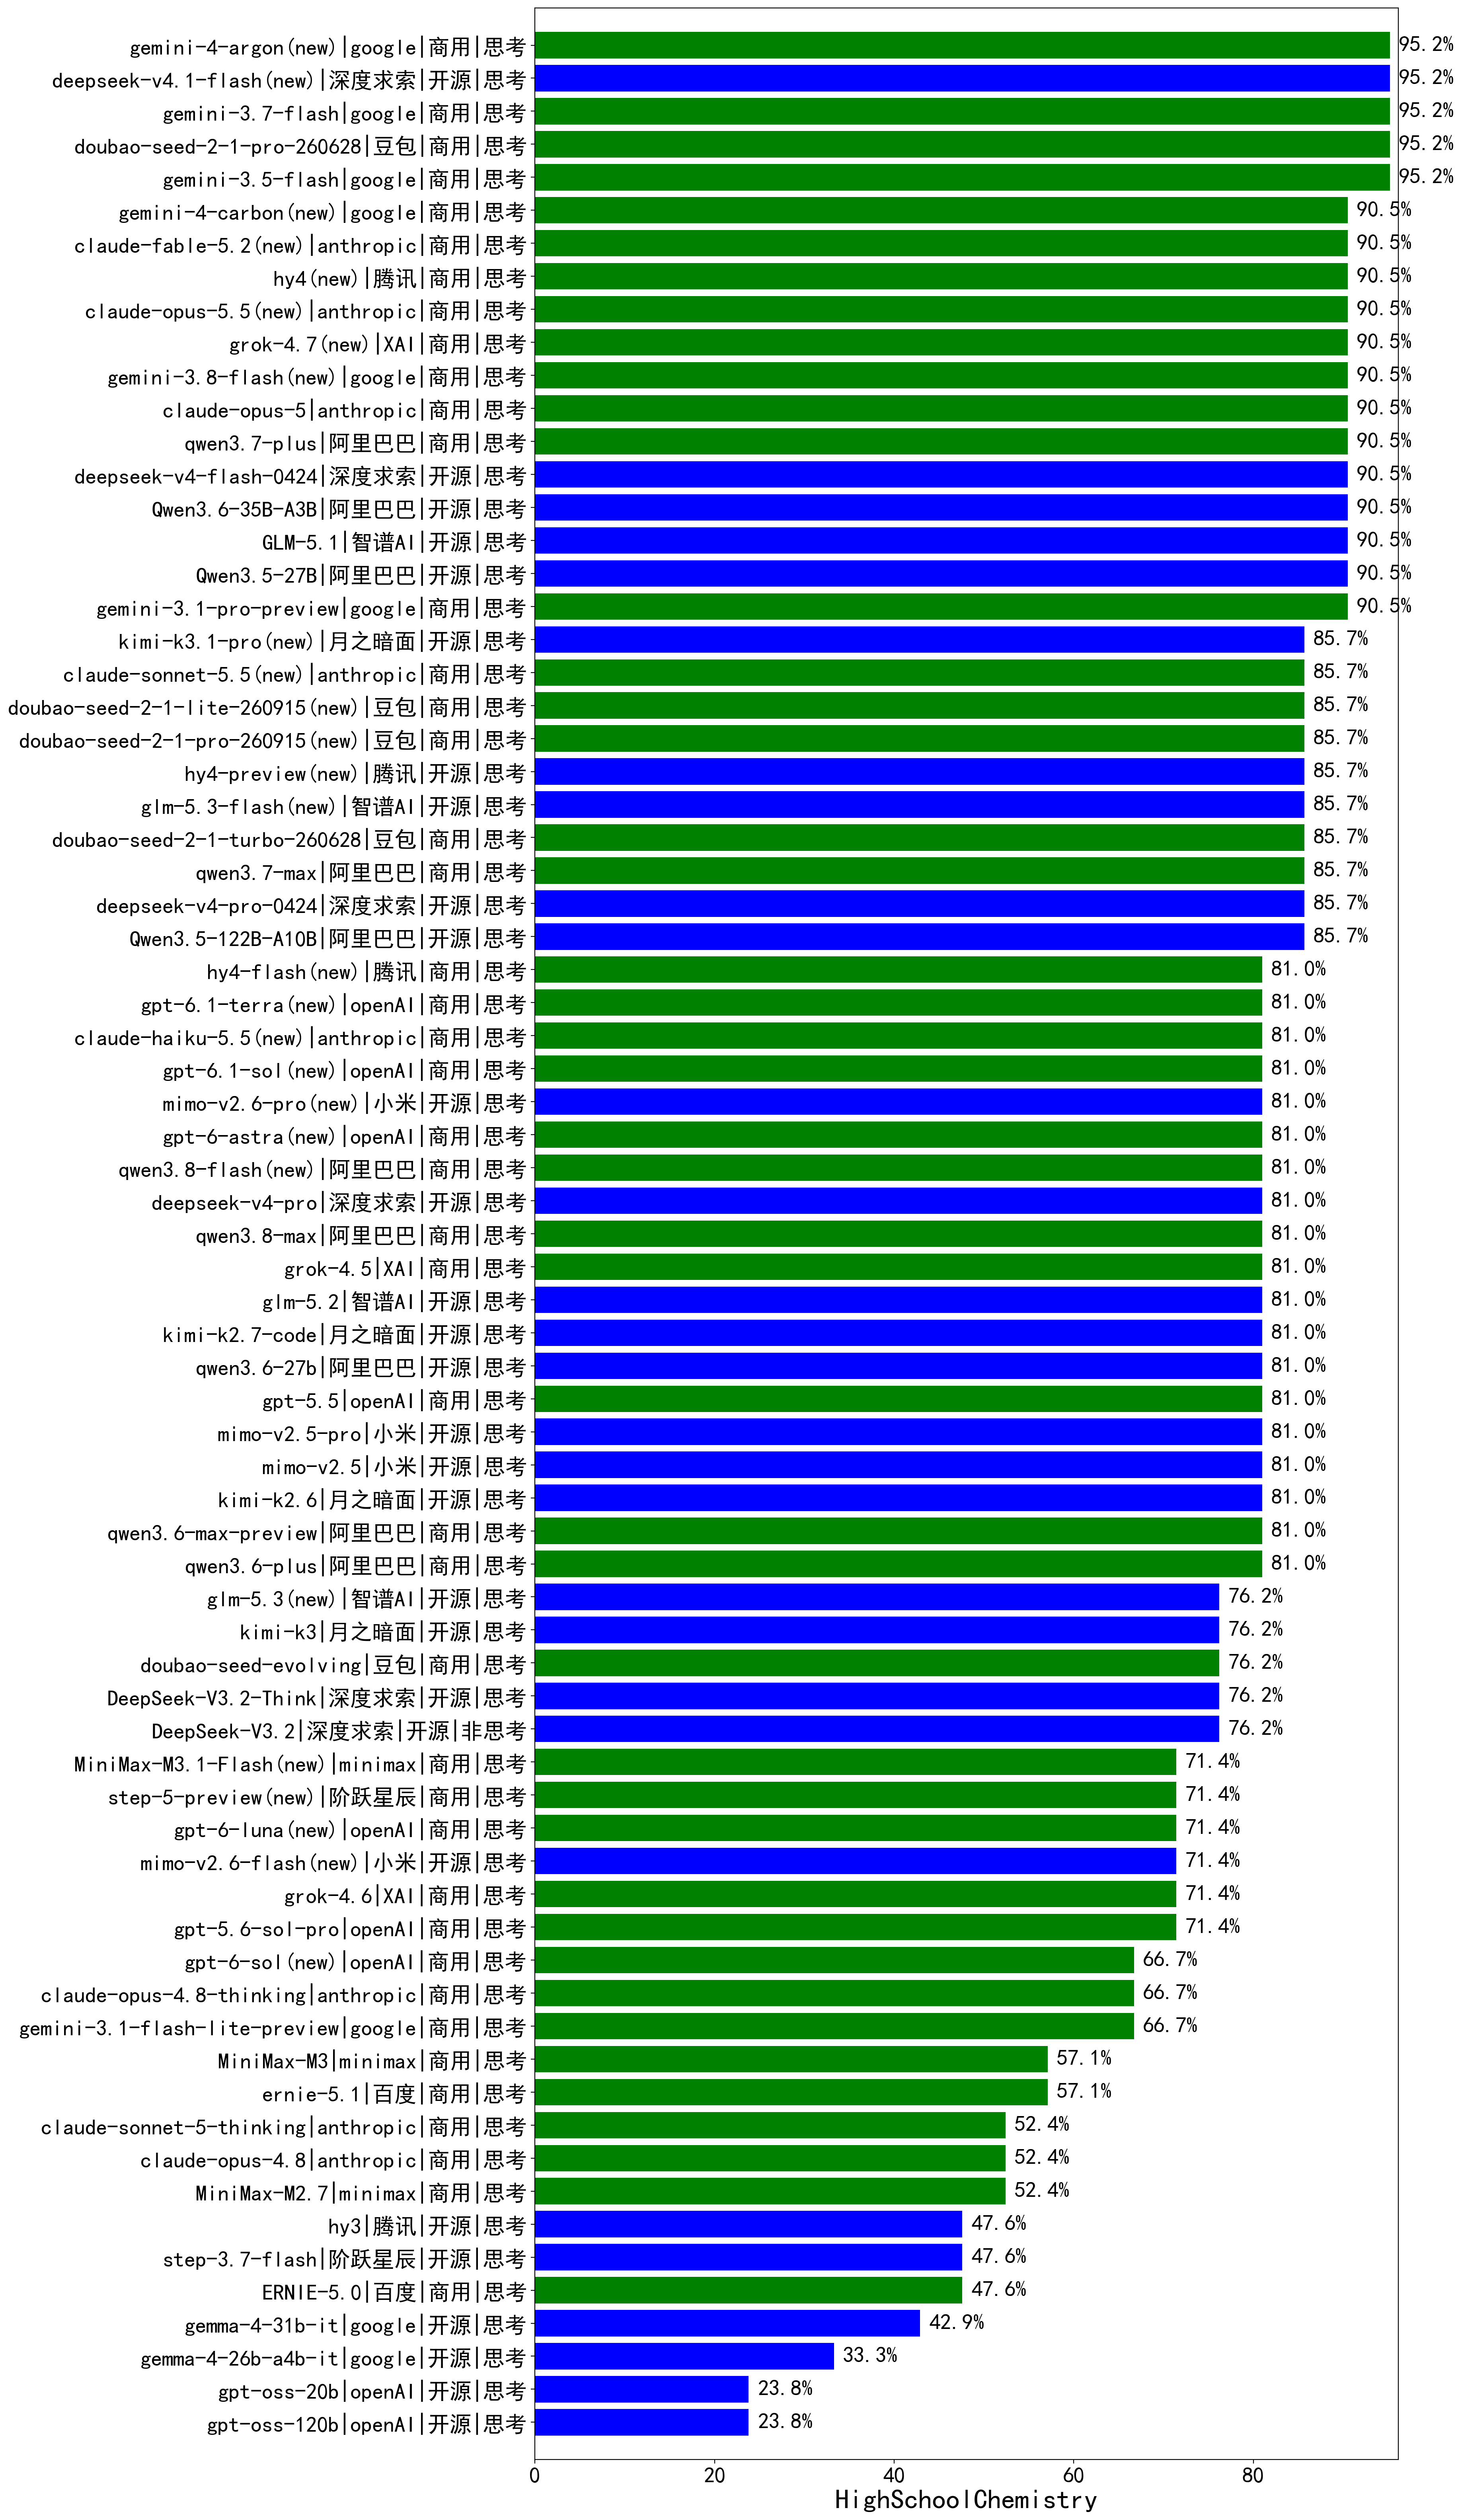 gemini-4-argon(new)|google|商用|思考 95.2%
deepseek-v4.1-flash(new)|深度求索|开源|思考 95.2%
gemini-3.7-flash|google|商用|思考 95.2%
doubao-seed-2-1-pro-260628|豆包|商用|思考 95.2%
gemini-3.5-flash|google|商用|思考 95.2%
gemini-4-carbon(new)|google|商用|思考 90.5%
claude-fable-5.2(new)|anthropic|商用|思考 90.5%
hy4(new)|腾讯|商用|思考 90.5%
claude-opus-5.5(new)|anthropic|商用|思考 90.5%
grok-4.7(new)|XAI|商用|思考 90.5%
gemini-3.8-flash(new)|google|商用|思考 90.5%
claude-opus-5|anthropic|商用|思考 90.5%
qwen3.7-plus|阿里巴巴|商用|思考 90.5%
deepseek-v4-flash-0424|深度求索|开源|思考 90.5%
Qwen3.6-35B-A3B|阿里巴巴|开源|思考 90.5%
GLM-5.1|智谱AI|开源|思考 90.5%
Qwen3.5-27B|阿里巴巴|开源|思考 90.5%
gemini-3.1-pro-preview|google|商用|思考 90.5%
kimi-k3.1-pro(new)|月之暗面|开源|思考 85.7%
claude-sonnet-5.5(new)|anthropic|商用|思考 85.7%
doubao-seed-2-1-lite-260915(new)|豆包|商用|思考 85.7%
doubao-seed-2-1-pro-260915(new)|豆包|商用|思考 85.7%
hy4-preview(new)|腾讯|开源|思考 85.7%
glm-5.3-flash(new)|智谱AI|开源|思考 85.7%
doubao-seed-2-1-turbo-260628|豆包|商用|思考 85.7%
qwen3.7-max|阿里巴巴|商用|思考 85.7%
deepseek-v4-pro-0424|深度求索|开源|思考 85.7%
Qwen3.5-122B-A10B|阿里巴巴|开源|思考 85.7%
hy4-flash(new)|腾讯|商用|思考 81.0%
gpt-6.1-terra(new)|openAI|商用|思考 81.0%
claude-haiku-5.5(new)|anthropic|商用|思考 81.0%
gpt-6.1-sol(new)|openAI|商用|思考 81.0%
mimo-v2.6-pro(new)|小米|开源|思考 81.0%
gpt-6-astra(new)|openAI|商用|思考 81.0%
qwen3.8-flash(new)|阿里巴巴|商用|思考 81.0%
deepseek-v4-pro|深度求索|开源|思考 81.0%
qwen3.8-max|阿里巴巴|商用|思考 81.0%
grok-4.5|XAI|商用|思考 81.0%
glm-5.2|智谱AI|开源|思考 81.0%
kimi-k2.7-code|月之暗面|开源|思考 81.0%
qwen3.6-27b|阿里巴巴|开源|思考 81.0%
gpt-5.5|openAI|商用|思考 81.0%
mimo-v2.5-pro|小米|开源|思考 81.0%
mimo-v2.5|小米|开源|思考 81.0%
kimi-k2.6|月之暗面|开源|思考 81.0%
qwen3.6-max-preview|阿里巴巴|商用|思考 81.0%
qwen3.6-plus|阿里巴巴|商用|思考 81.0%
glm-5.3(new)|智谱AI|开源|思考 76.2%
kimi-k3|月之暗面|开源|思考 76.2%
doubao-seed-evolving|豆包|商用|思考 76.2%
DeepSeek-V3.2-Think|深度求索|开源|思考 76.2%
DeepSeek-V3.2|深度求索|开源|非思考 76.2%
MiniMax-M3.1-Flash(new)|minimax|商用|思考 71.4%
step-5-preview(new)|阶跃星辰|商用|思考 71.4%
gpt-6-luna(new)|openAI|商用|思考 71.4%
mimo-v2.6-flash(new)|小米|开源|思考 71.4%
grok-4.6|XAI|商用|思考 71.4%
gpt-5.6-sol-pro|openAI|商用|思考 71.4%
gpt-6-sol(new)|openAI|商用|思考 66.7%
claude-opus-4.8-thinking|anthropic|商用|思考 66.7%
gemini-3.1-flash-lite-preview|google|商用|思考 66.7%
MiniMax-M3|minimax|商用|思考 57.1%
ernie-5.1|百度|商用|思考 57.1%
claude-sonnet-5-thinking|anthropic|商用|思考 52.4%
claude-opus-4.8|anthropic|商用|思考 52.4%
MiniMax-M2.7|minimax|商用|思考 52.4%
hy3|腾讯|开源|思考 47.6%
step-3.7-flash|阶跃星辰|开源|思考 47.6%
ERNIE-5.0|百度|商用|思考 47.6%
gemma-4-31b-it|google|开源|思考 42.9%
gemma-4-26b-a4b-it|google|开源|思考 33.3%
gpt-oss-20b|openAI|开源|思考 23.8%
gpt-oss-120b|openAI|开源|思考 23.8%
0 20 40 60 80
HighSchoolChemistry